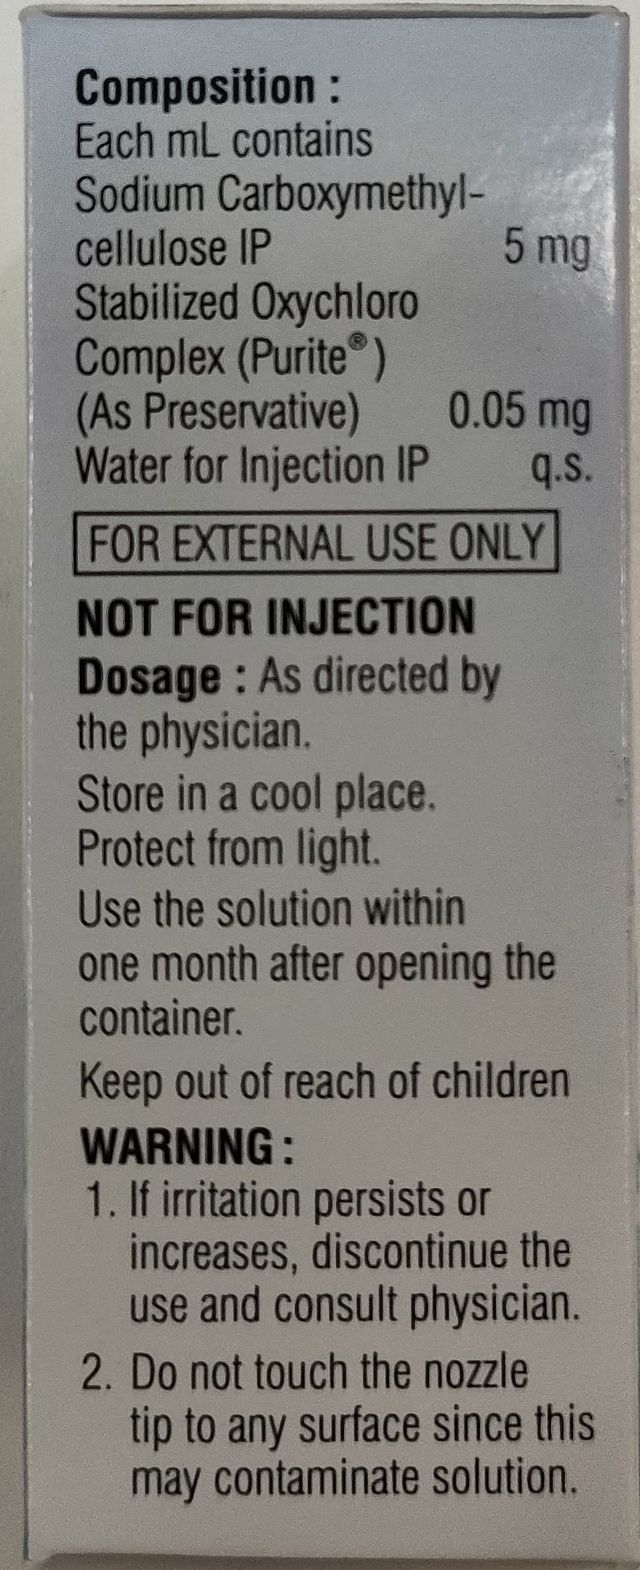 Composition :
Each mL contains
Sodium Carboxymethyl-
cellulose IP 5 mg
Stabilized Oxychloro
Complex (Purite®)
(As Preservative) 0.05 mg
Water for Injection IP q.s.
FOR EXTERNAL USE ONLY
NOT FOR INJECTION
Dosage : As directed by
the physician.
Store in a cool place.
Protect from light.
Use the solution within
one month after opening the
container.
Keep out of reach of children
WARNING :
1. If irritation persists or
increases, discontinue the
use and consult physician.
2. Do not touch the nozzle
tip to any surface since this
may contaminate solution.